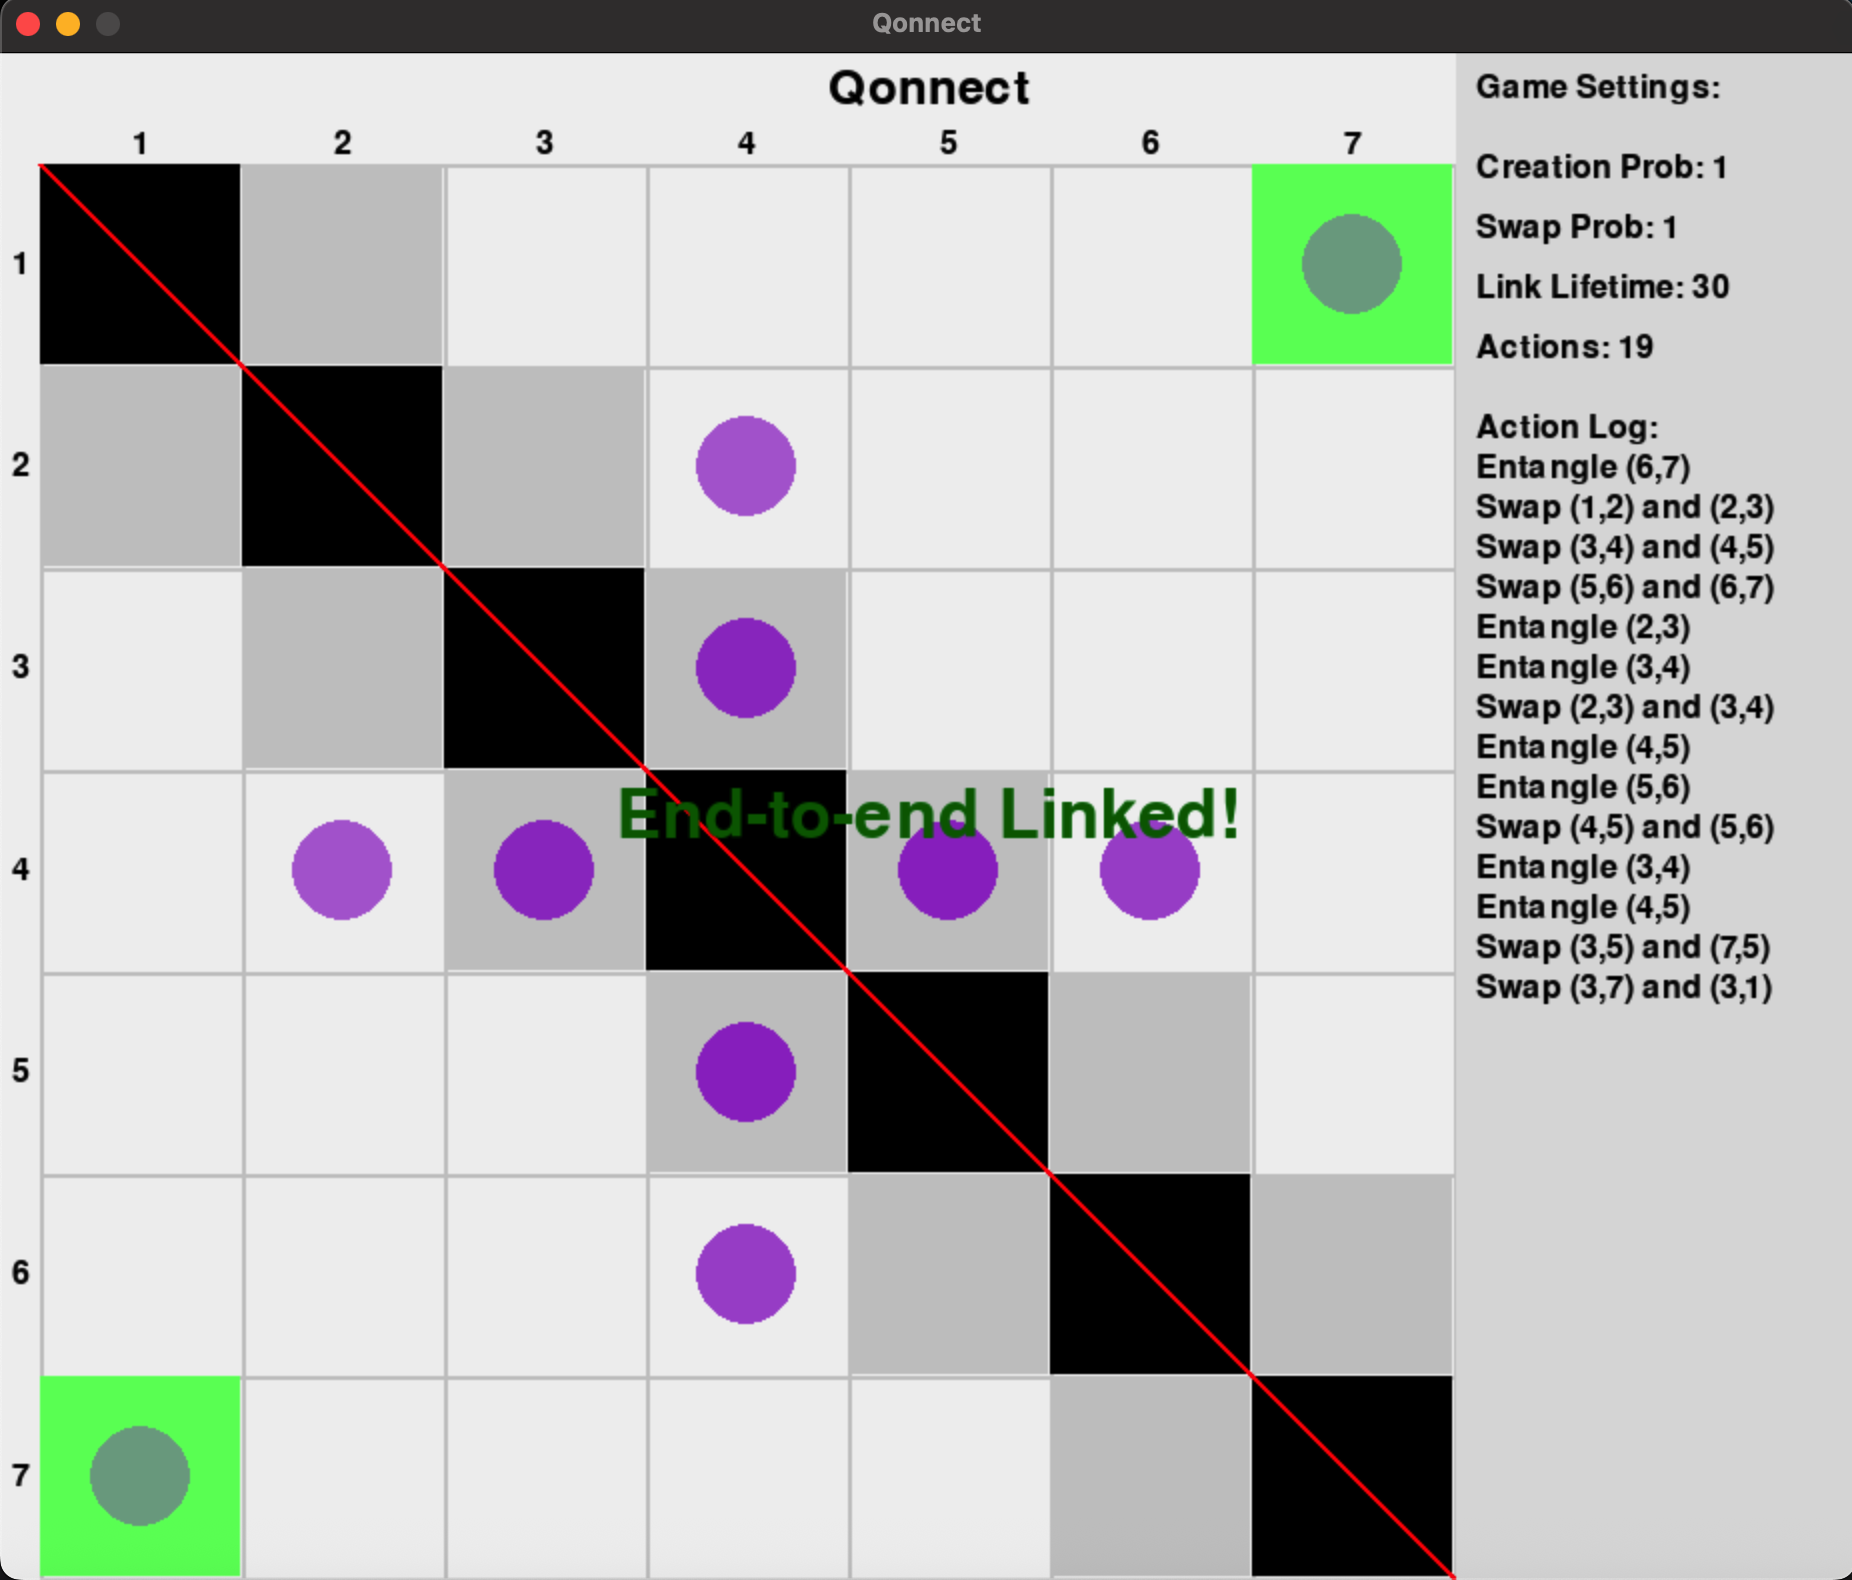 Qonnect
Qonnect
1 2 3 4 5 6 7
1
2
3
4
5
6
7
End-to-end Linked!
Game Settings:
Creation Prob: 1
Swap Prob: 1
Link Lifetime: 30
Actions: 19
Action Log:
Entangle (6,7)
Swap (1,2) and (2,3)
Swap (3,4) and (4,5)
Swap (5,6) and (6,7)
Entangle (2,3)
Entangle (3,4)
Swap (2,3) and (3,4)
Entangle (4,5)
Entangle (5,6)
Swap (4,5) and (5,6)
Entangle (3,4)
Entangle (4,5)
Swap (3,5) and (7,5)
Swap (3,7) and (3,1)